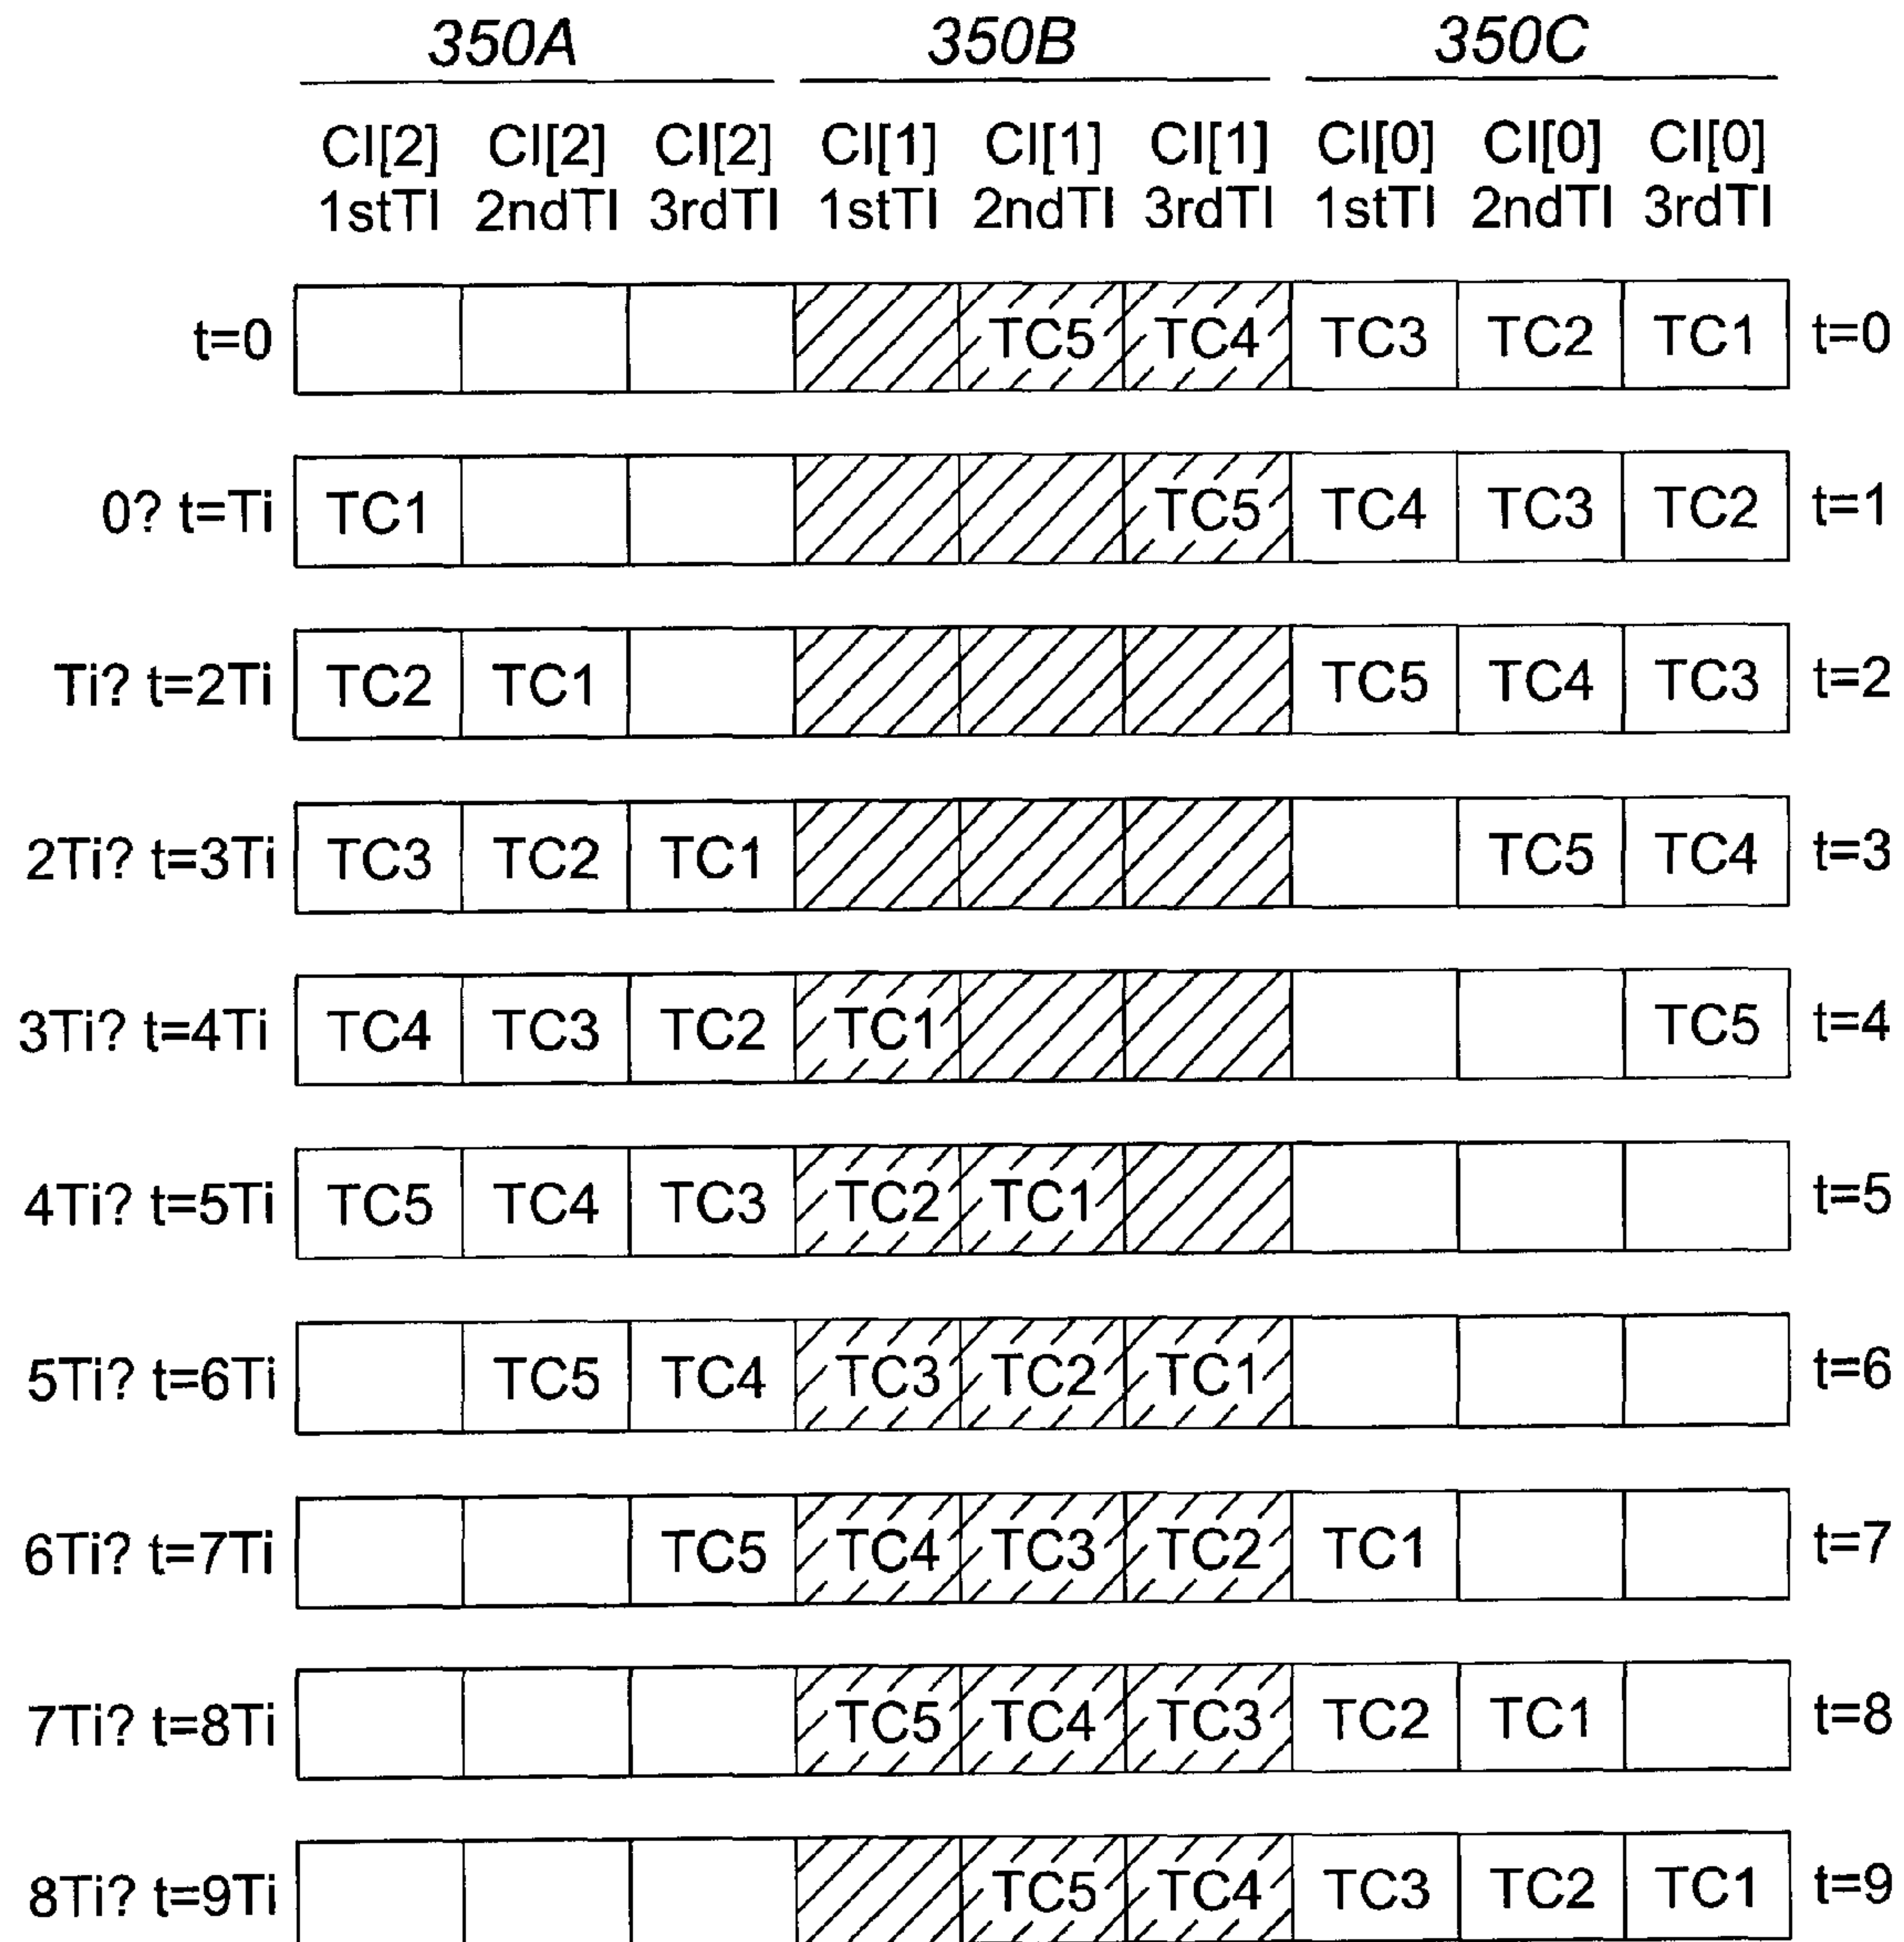 350A 350B 350C
CI[2] CI[2] CI[2] CI[1] CI[1] CI[1] CI[0] CI[0] CI[0]
1stTI 2ndTI 3rdTI 1stTI 2ndTI 3rdTI 1stTI 2ndTI 3rdTI
t=0 TC5 TC4 TC3 TC2 TC1 t=0
0? t=Ti TC1 TC5 TC4 TC3 TC2 t=1
Ti? t=2Ti TC2 TC1 TC5 TC4 TC3 t=2
2Ti? t=3Ti TC3 TC2 TC1 TC5 TC4 t=3
3Ti? t=4Ti TC4 TC3 TC2 TC1 TC5 t=4
4Ti? t=5Ti TC5 TC4 TC3 TC2 TC1 t=5
5Ti? t=6Ti TC5 TC4 TC3 TC2 TC1 t=6
6Ti? t=7Ti TC5 TC4 TC3 TC2 TC1 t=7
7Ti? t=8Ti TC5 TC4 TC3 TC2 TC1 t=8
8Ti? t=9Ti TC5 TC4 TC3 TC2 TC1 t=9